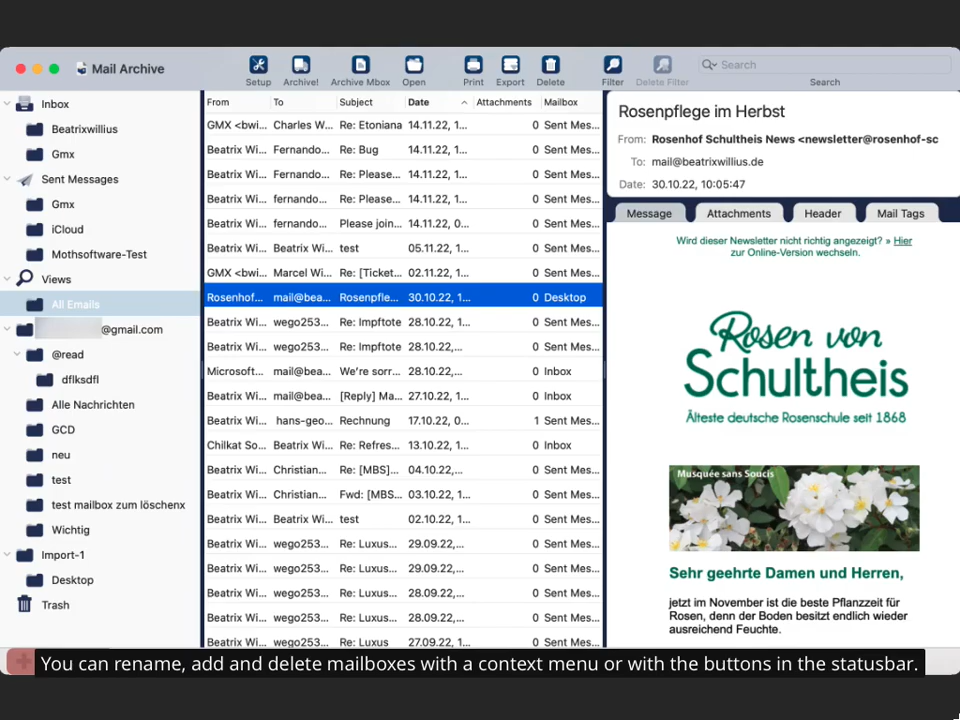 Mail Archive
Setup
Archive!
Archive Mbox
Open
Print
Export
Delete
Filter
Delete Filter
Search
Search
Inbox
Beatrixwillius
Gmx
Sent Messages
Gmx
iCloud
Mothsoftware-Test
Views
All Emails
@gmail.com
@read
dflksdfl
Alle Nachrichten
GCD
neu
test
test mailbox zum löschenx
Wichtig
Import-1
Desktop
Trash
From To Subject Date Attachments Mailbox
GMX <bwi... Charles W... Re: Etoniana 14.11.22, 1... 0 Sent Mes...
Beatrix Wi... Fernando... Re: Bug 14.11.22, 1... 0 Sent Mes...
Beatrix Wi... Fernando... Re: Please... 14.11.22, 1... 0 Sent Mes...
Beatrix Wi... fernando... Re: Please... 14.11.22, 1... 0 Sent Mes...
Beatrix Wi... fernando... Please join... 14.11.22, 0... 0 Sent Mes...
Beatrix Wi... Beatrix Wi... test 05.11.22, 1... 0 Sent Mes...
GMX <bwi... Marcel Wi... Re: [Ticket... 02.11.22, 1... 0 Sent Mes...
Rosenhof... mail@bea... Rosenpfle... 30.10.22, 1... 0 Desktop
Beatrix Wi... wego253... Re: Impftote 28.10.22,... 0 Sent Mes...
Beatrix Wi... wego253... Re: Impftote 28.10.22,... 0 Sent Mes...
Microsoft... mail@bea... We're sorr... 28.10.22,... 0 Inbox
Beatrix Wi... mail@bea... [Reply] Ma... 27.10.22, 1... 0 Inbox
Beatrix Wi... hans-geo... Rechnung 17.10.22, 0... 1 Sent Mes...
Chilkat So... Beatrix Wi... Re: Refres... 13.10.22, 1... 0 Inbox
Beatrix Wi... Christian... Re: [MBS]... 04.10.22,... 0 Sent Mes...
Beatrix Wi... Christian... Fwd: [MBS... 03.10.22, 1... 0 Sent Mes...
Beatrix Wi... Beatrix Wi... test 02.10.22, 1... 0 Sent Mes...
Beatrix Wi... wego253... Re: Luxus... 29.09.22,... 0 Sent Mes...
Beatrix Wi... wego253... Re: Luxus... 29.09.22,... 0 Sent Mes...
Beatrix Wi... wego253... Re: Luxus... 28.09.22,... 0 Sent Mes...
Beatrix Wi... wego253... Re: Luxus... 28.09.22,... 0 Sent Mes...
Beatrix Wi... wego253... Re: Luxus 27.09.22, 1... 0 Sent Mes...
Rosenpflege im Herbst
From: Rosenhof Schultheis News <newsletter@rosenhof-sc
To: mail@beatrixwillius.de
Date: 30.10.22, 10:05:47
Message
Attachments
Header
Mail Tags
Wird dieser Newsletter nicht richtig angezeigt? » Hier
zur Online-Version wechseln.
Rosen von
Schultheis
Älteste deutsche Rosenschule seit 1868
Musquée sans Soucis
Sehr geehrte Damen und Herren,
jetzt im November ist die beste Pflanzzeit für
Rosen, denn der Boden besitzt endlich wieder
ausreichend Feuchte.
You can rename, add and delete mailboxes with a context menu or with the buttons in the statusbar.